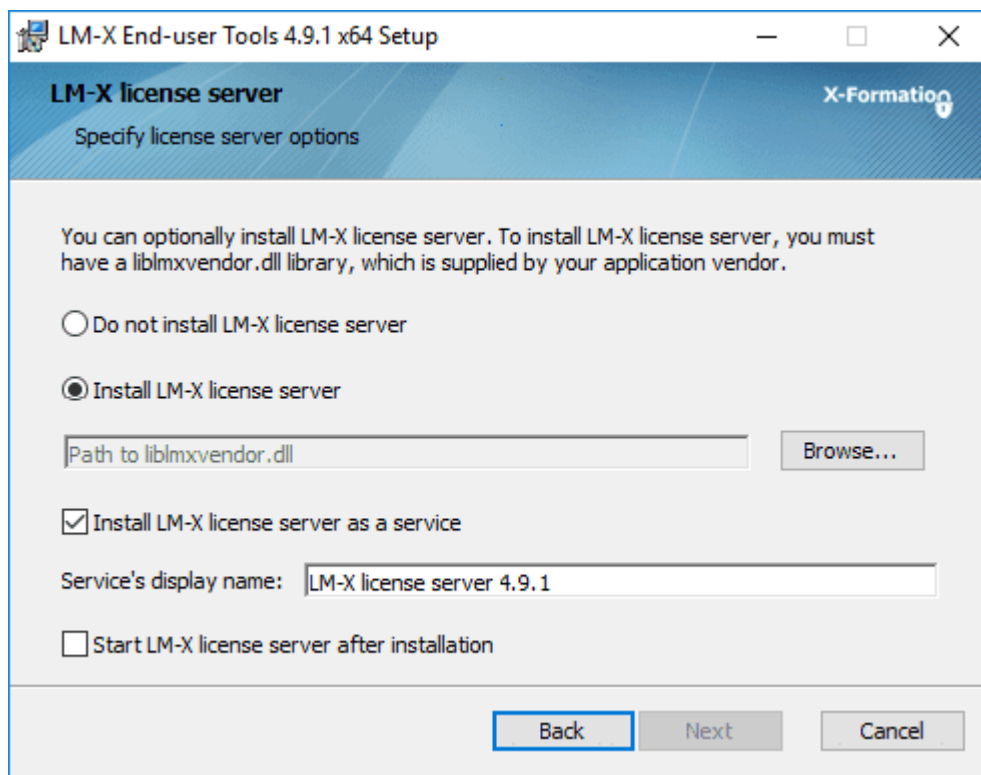 LM-X End-user Tools 4.9.1 x64 Setup
LM-X license server
X-Formation
Specify license server options
You can optionally install LM-X license server. To install LM-X license server, you must
have a liblmxvendor.dll library, which is supplied by your application vendor.
Do not install LM-X license server
Install LM-X license server
Path to liblmxvendor.dll
Browse...
Install LM-X license server as a service
Service's display name:
LM-X license server 4.9.1
Start LM-X license server after installation
Back
Next
Cancel